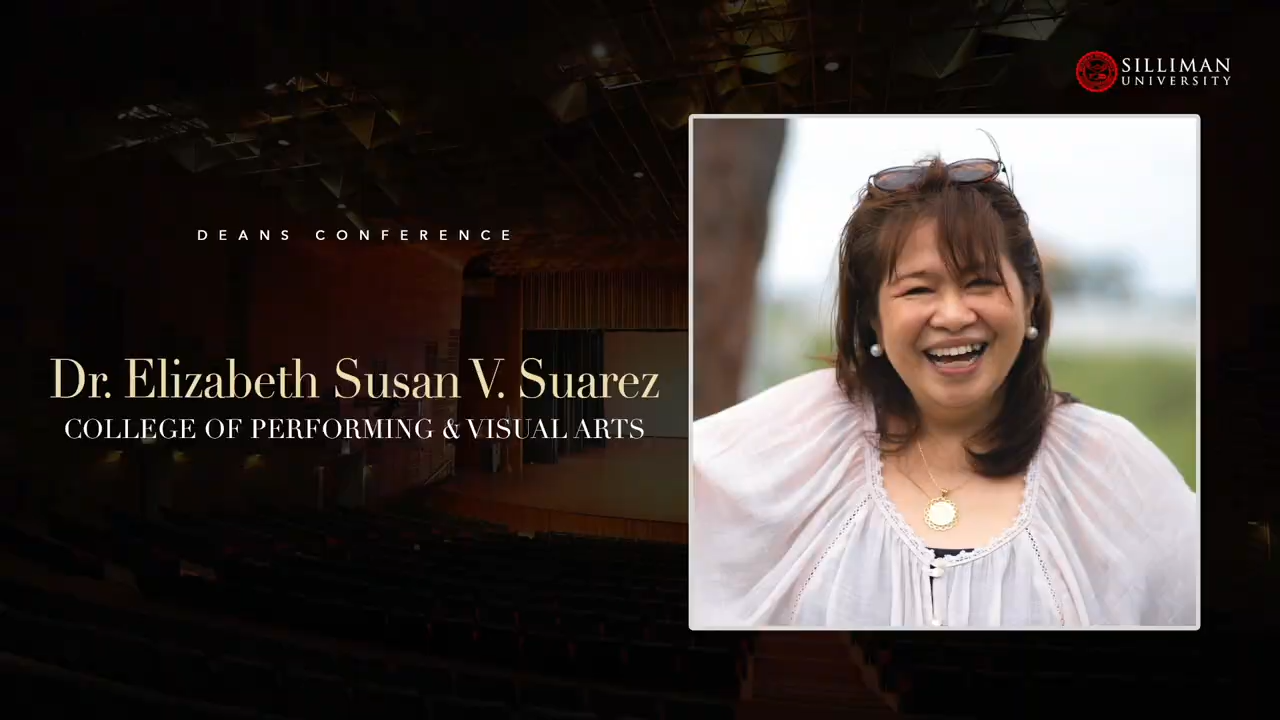 SILLIMAN
UNIVERSITY
DEANS CONFERENCE
Dr. Elizabeth Susan V. Suarez
COLLEGE OF PERFORMING & VISUAL ARTS